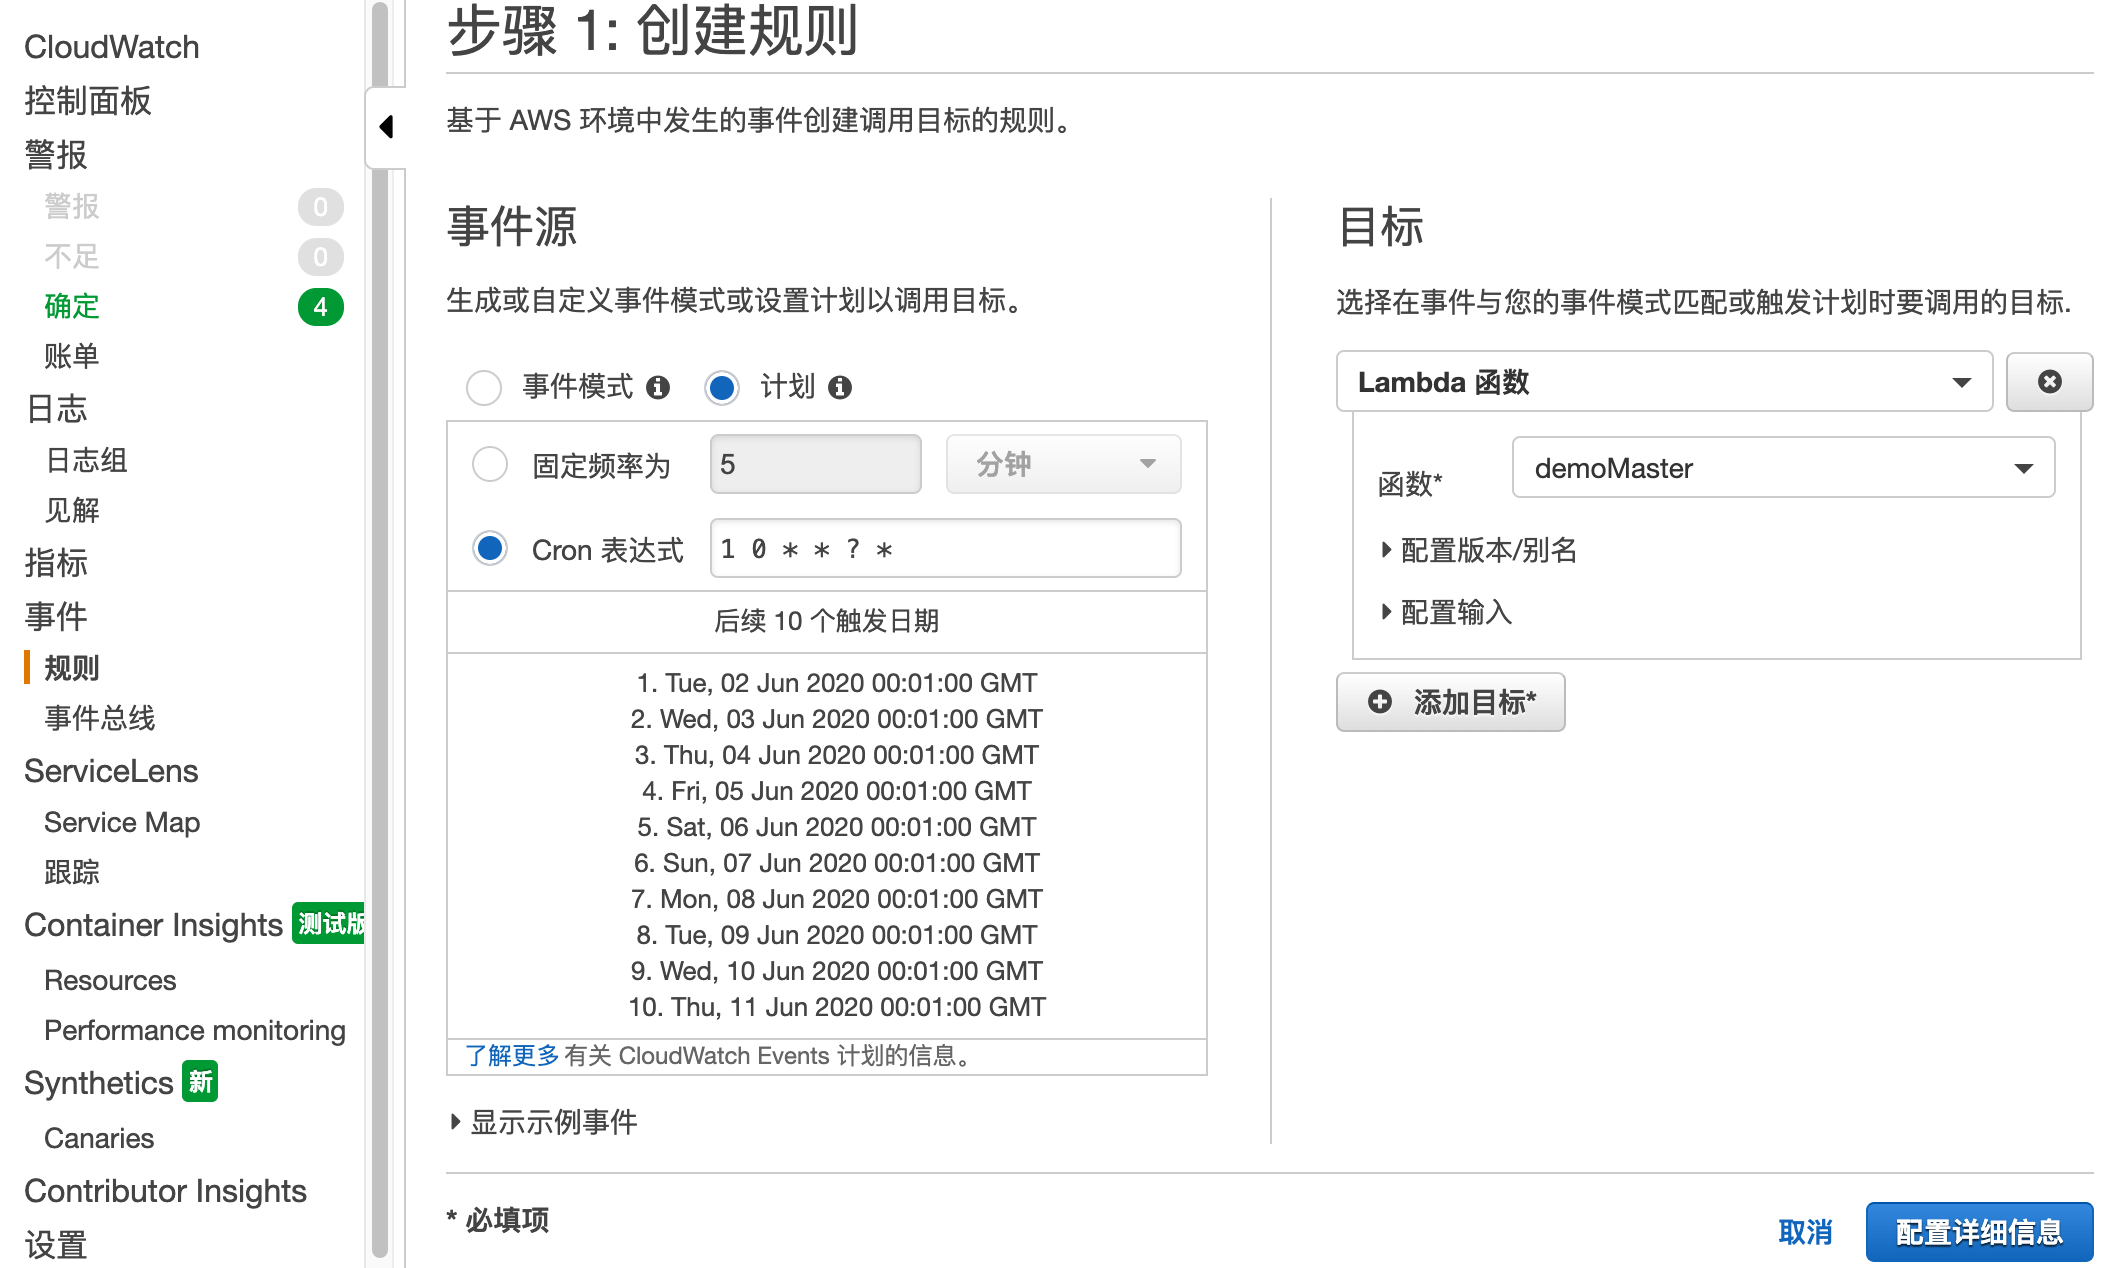 CloudWatch
控制面板
警报
警报 0
不足 0
确定 4
账单
日志
日志组
见解
指标
事件
规则
事件总线
ServiceLens
Service Map
跟踪
Container Insights 测试版
Resources
Performance monitoring
Synthetics 新
Canaries
Contributor Insights
设置
步骤 1: 创建规则
基于 AWS 环境中发生的事件创建调用目标的规则。
事件源
生成或自定义事件模式或设置计划以调用目标。
事件模式 计划
固定频率为 5 分钟
Cron 表达式 1 0 * * ? *
后续 10 个触发日期
1. Tue, 02 Jun 2020 00:01:00 GMT
2. Wed, 03 Jun 2020 00:01:00 GMT
3. Thu, 04 Jun 2020 00:01:00 GMT
4. Fri, 05 Jun 2020 00:01:00 GMT
5. Sat, 06 Jun 2020 00:01:00 GMT
6. Sun, 07 Jun 2020 00:01:00 GMT
7. Mon, 08 Jun 2020 00:01:00 GMT
8. Tue, 09 Jun 2020 00:01:00 GMT
9. Wed, 10 Jun 2020 00:01:00 GMT
10. Thu, 11 Jun 2020 00:01:00 GMT
了解更多 有关 CloudWatch Events 计划的信息。
显示示例事件
目标
选择在事件与您的事件模式匹配或触发计划时要调用的目标.
Lambda 函数
函数* demoMaster
配置版本/别名
配置输入
添加目标*
* 必填项
取消 配置详细信息